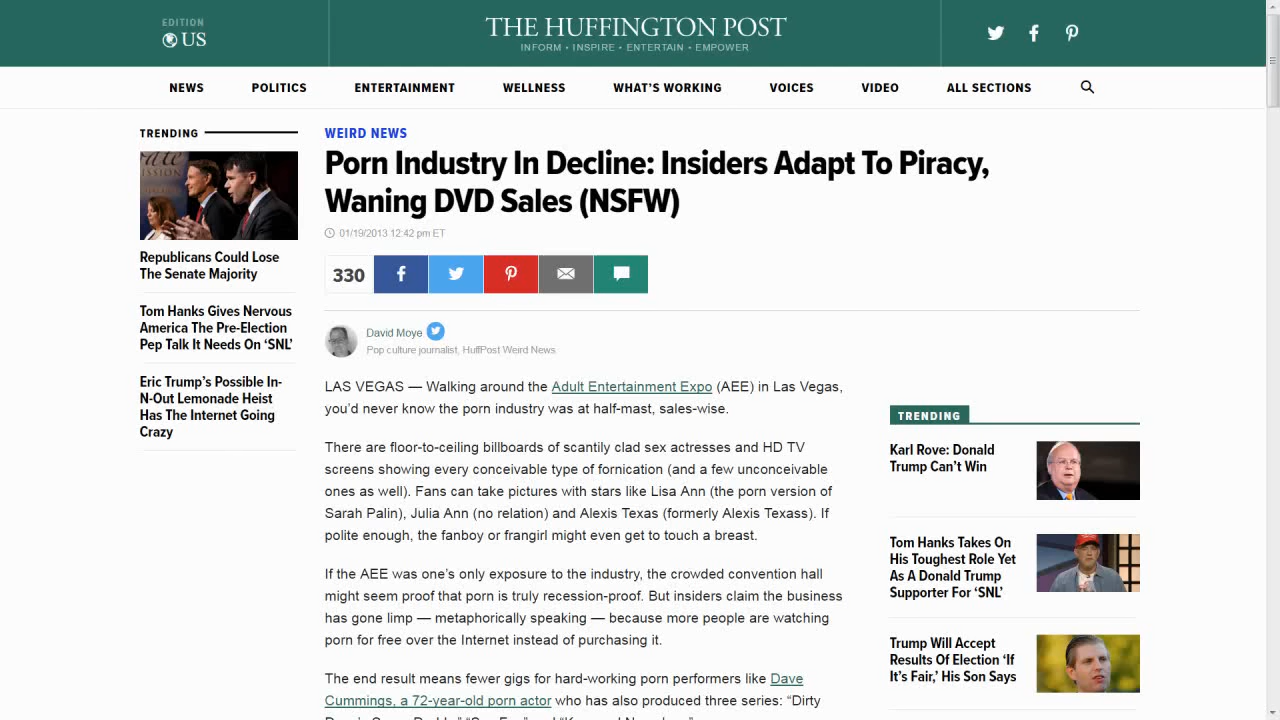 EDITION
US
THE HUFFINGTON POST
INFORM • INSPIRE • ENTERTAIN • EMPOWER
NEWS
POLITICS
ENTERTAINMENT
WELLNESS
WHAT'S WORKING
VOICES
VIDEO
ALL SECTIONS
TRENDING
Republicans Could Lose
The Senate Majority
Tom Hanks Gives Nervous
America The Pre-Election
Pep Talk It Needs On ‘SNL’
Eric Trump’s Possible In-
N-Out Lemonade Heist
Has The Internet Going
Crazy
WEIRD NEWS
Porn Industry In Decline: Insiders Adapt To Piracy,
Waning DVD Sales (NSFW)
01/19/2013 12:42 pm ET
330
David Moye
Pop culture journalist, HuffPost Weird News.
LAS VEGAS — Walking around the Adult Entertainment Expo (AEE) in Las Vegas,
you’d never know the porn industry was at half-mast, sales-wise.
There are floor-to-ceiling billboards of scantily clad sex actresses and HD TV
screens showing every conceivable type of fornication (and a few unconceivable
ones as well). Fans can take pictures with stars like Lisa Ann (the porn version of
Sarah Palin), Julia Ann (no relation) and Alexis Texas (formerly Alexis Texass). If
polite enough, the fanboy or frangirl might even get to touch a breast.
If the AEE was one’s only exposure to the industry, the crowded convention hall
might seem proof that porn is truly recession-proof. But insiders claim the business
has gone limp — metaphorically speaking — because more people are watching
porn for free over the Internet instead of purchasing it.
The end result means fewer gigs for hard-working porn performers like Dave
Cummings, a 72-year-old porn actor who has also produced three series: “Dirty
TRENDING
Karl Rove: Donald
Trump Can’t Win
Tom Hanks Takes On
His Toughest Role Yet
As A Donald Trump
Supporter For ‘SNL’
Trump Will Accept
Results Of Election ‘If
It’s Fair,’ His Son Says